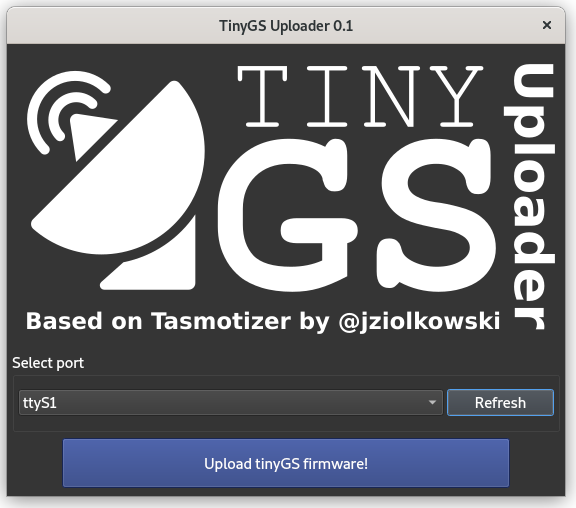 TinyGS Uploader 0.1
TINY
GS
Uploader
Based on Tasmotizer by @jziolkowski
Select port
ttyS1
Refresh
Upload tinyGS firmware!